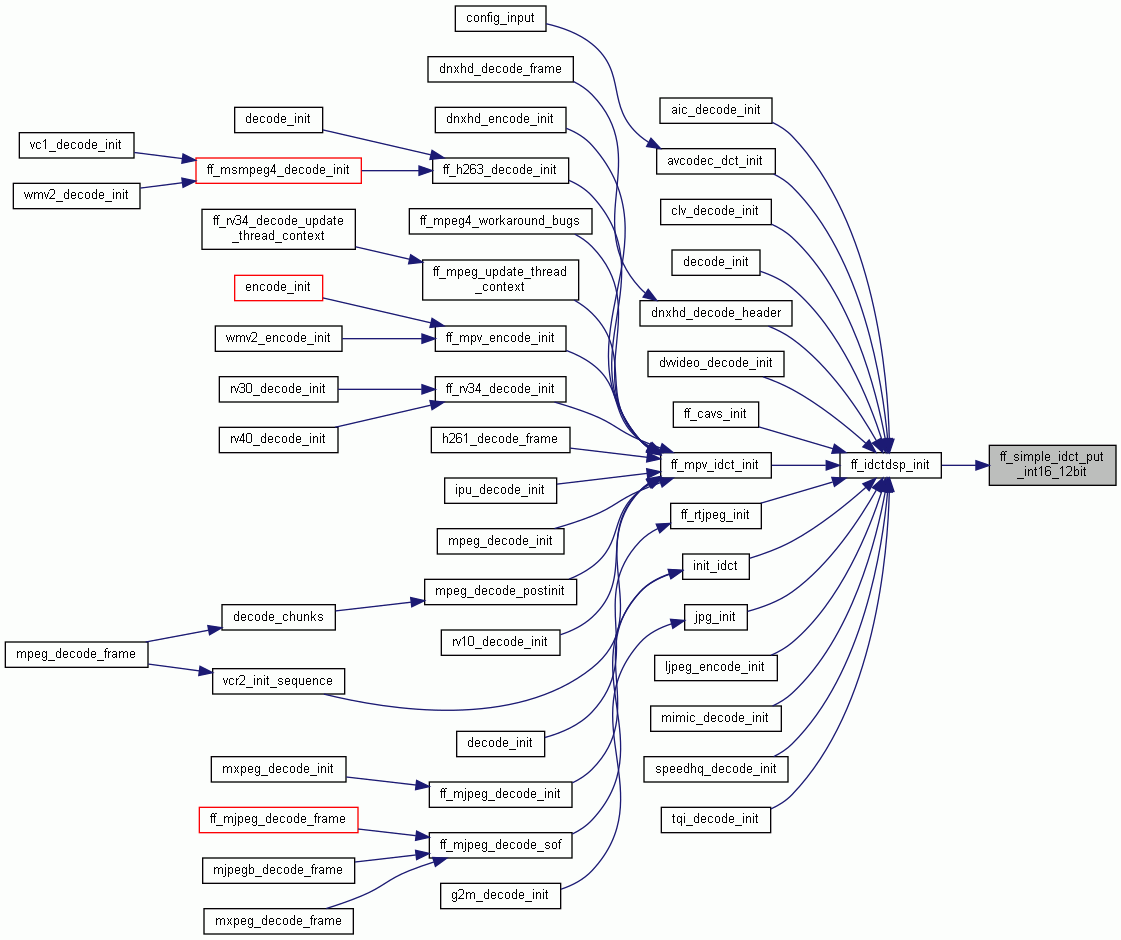 config_input
dnxhd_decode_frame
aic_decode_init
decode_init
dnxhd_encode_init
vc1_decode_init
avcodec_dct_init
ff_msmpeg4_decode_init
ff_h263_decode_init
wmv2_decode_init
clv_decode_init
ff_rv34_decode_update
_thread_context
ff_mpeg4_workaround_bugs
decode_init
ff_mpeg_update_thread
_context
encode_init
dnxhd_decode_header
wmv2_encode_init
ff_mpv_encode_init
dvvideo_decode_init
rv30_decode_init
ff_rv34_decode_init
ff_cavs_init
rv40_decode_init
h261_decode_frame
ff_mpv_idct_init
ff_idctdsp_init
ff_simple_idct_put
_int16_12bit
ipu_decode_init
ff_rtjpeg_init
mpeg_decode_init
init_idct
mpeg_decode_postinit
decode_chunks
jpg_init
rv10_decode_init
mpeg_decode_frame
ljpeg_encode_init
vcr2_init_sequence
mimic_decode_init
decode_init
mxpeg_decode_init
speedhq_decode_init
ff_mjpeg_decode_init
ff_mjpeg_decode_frame
tqi_decode_init
ff_mjpeg_decode_sof
mjpegb_decode_frame
g2m_decode_init
mxpeg_decode_frame